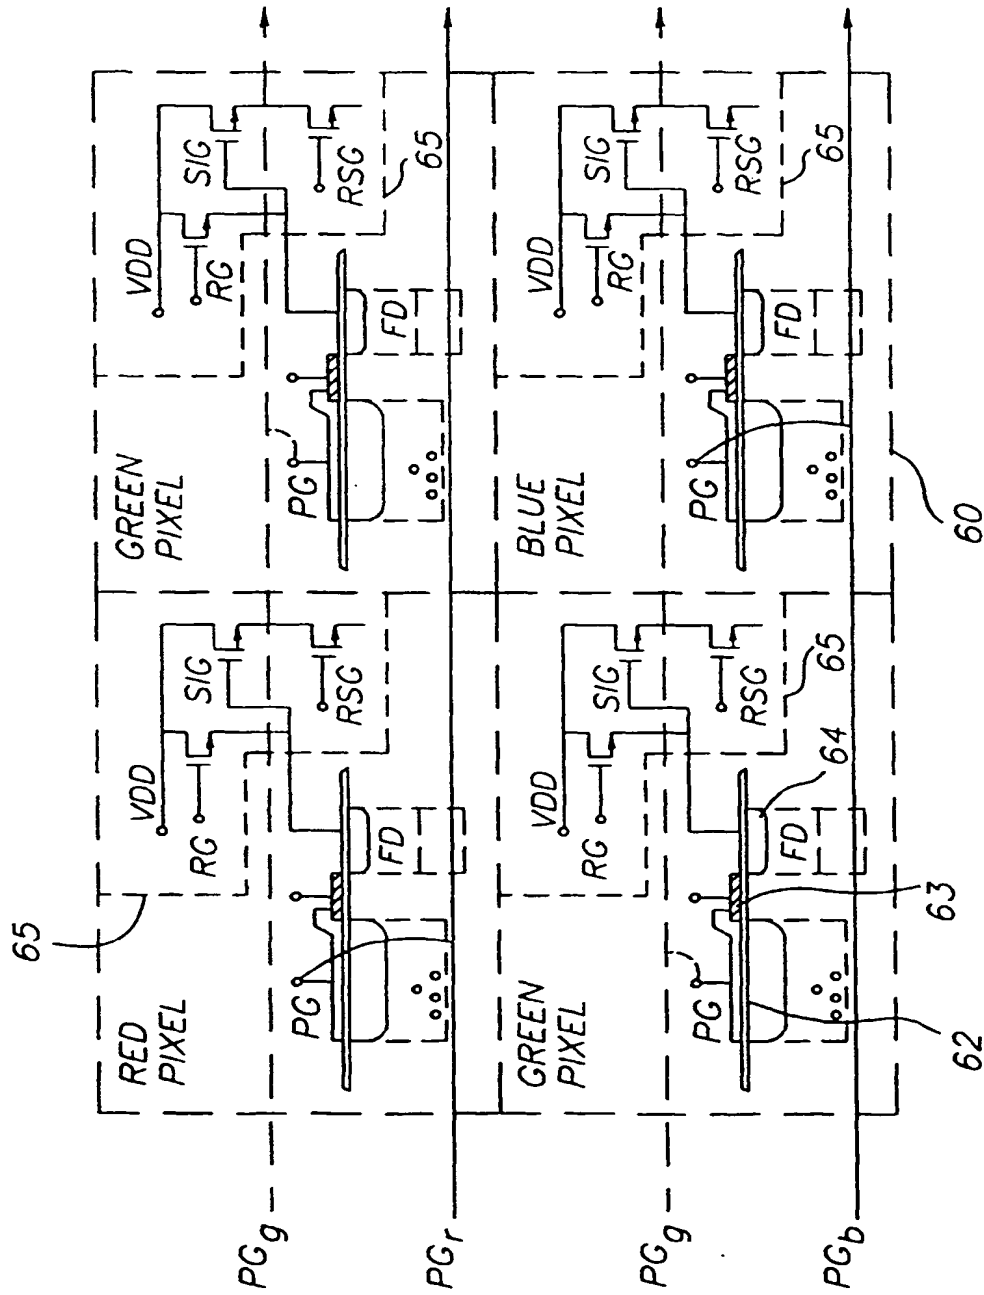 65
RED
PIXEL
VDD
RG
SIG
RSG
PG
FD
GREEN
PIXEL
VDD
RG
SIG
RSG
65
PG
FD
GREEN
PIXEL
VDD
RG
SIG
RSG
65
PG
FD
64
63
62
BLUE
PIXEL
VDD
RG
SIG
RSG
65
PG
FD
60
PGg
PGr
PGg
PGb